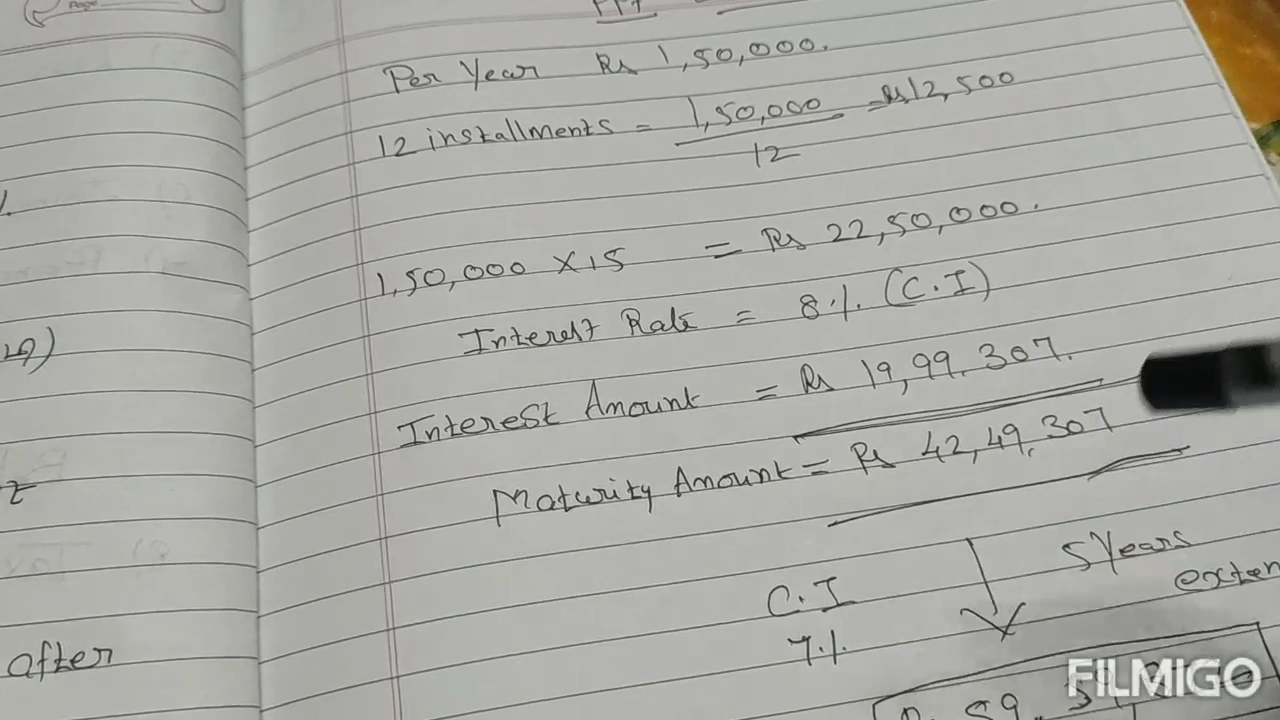 Page
PPF
Per Year Rs 1,50,000.
12 installments = 1,50,000 / 12 = Rs 12,500
1,50,000 × 15 = Rs 22,50,000.
Interest Rate = 8% (C.I)
Interest Amount = Rs 19,99,307.
Maturity Amount = Rs 42,49,307
5 Years
C.I
7%
after
FILMIGO